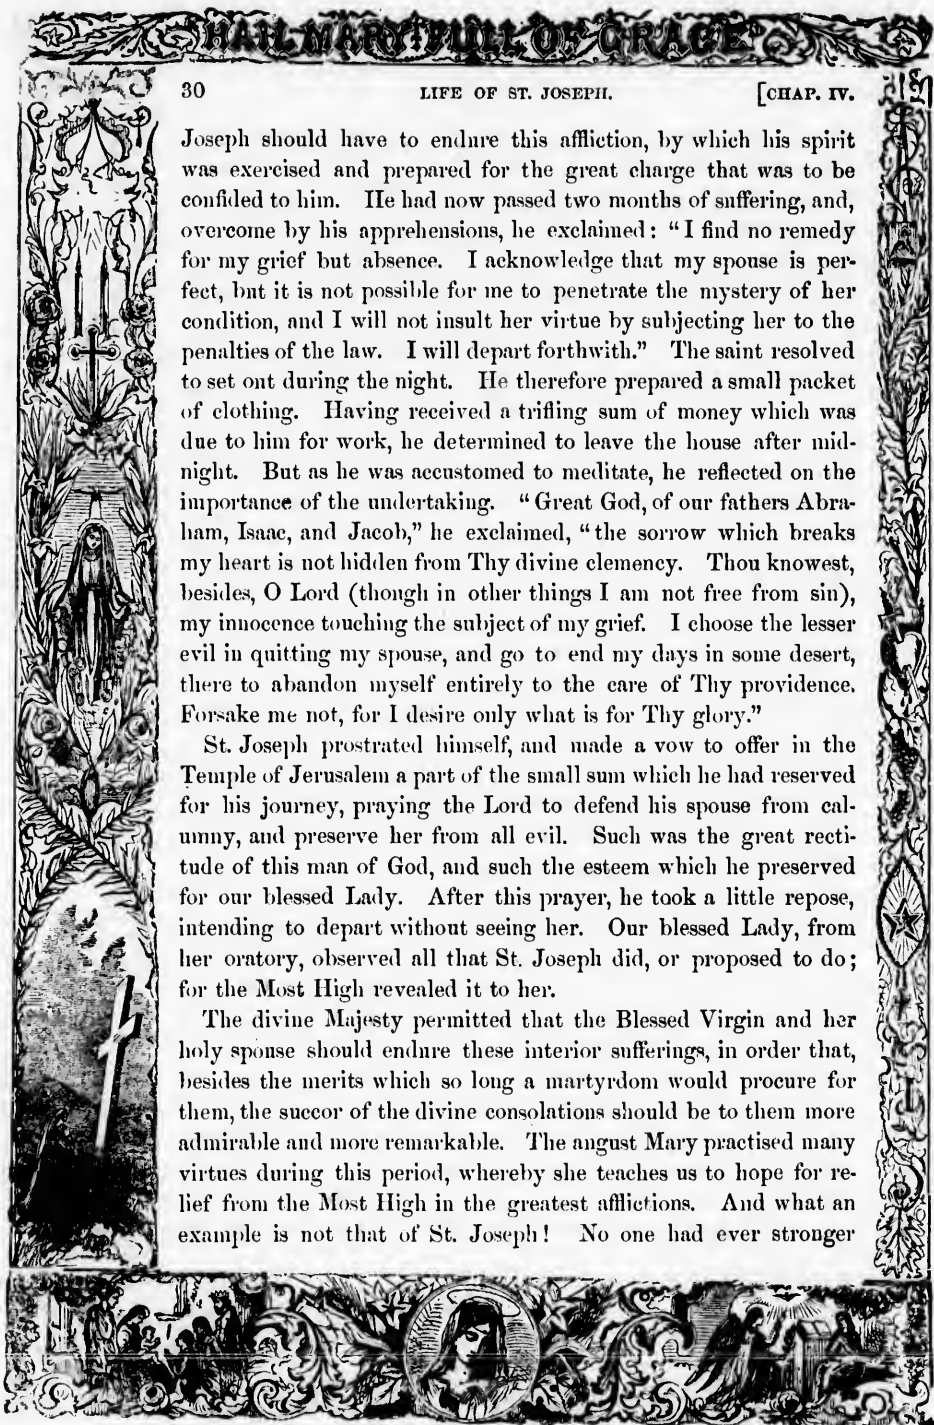 HAIL MARY FULL OF GRACE
30 LIFE OF ST. JOSEPH. [CHAP. IV.
Joseph should have to endure this affliction, by which his spirit
was exercised and prepared for the great charge that was to be
confided to him. He had now passed two months of suffering, and,
overcome by his apprehensions, he exclaimed: “I find no remedy
for my grief but absence. I acknowledge that my spouse is per-
fect, but it is not possible for me to penetrate the mystery of her
condition, and I will not insult her virtue by subjecting her to the
penalties of the law. I will depart forthwith.” The saint resolved
to set out during the night. He therefore prepared a small packet
of clothing. Having received a trifling sum of money which was
due to him for work, he determined to leave the house after mid-
night. But as he was accustomed to meditate, he reflected on the
importance of the undertaking. “Great God, of our fathers Abra-
ham, Isaac, and Jacob,” he exclaimed, “the sorrow which breaks
my heart is not hidden from Thy divine clemency. Thou knowest,
besides, O Lord (though in other things I am not free from sin),
my innocence touching the subject of my grief. I choose the lesser
evil in quitting my spouse, and go to end my days in some desert,
there to abandon myself entirely to the care of Thy providence.
Forsake me not, for I desire only what is for Thy glory.”
St. Joseph prostrated himself, and made a vow to offer in the
Temple of Jerusalem a part of the small sum which he had reserved
for his journey, praying the Lord to defend his spouse from cal-
umny, and preserve her from all evil. Such was the great recti-
tude of this man of God, and such the esteem which he preserved
for our blessed Lady. After this prayer, he took a little repose,
intending to depart without seeing her. Our blessed Lady, from
her oratory, observed all that St. Joseph did, or proposed to do;
for the Most High revealed it to her.
The divine Majesty permitted that the Blessed Virgin and her
holy spouse should endure these interior sufferings, in order that,
besides the merits which so long a martyrdom would procure for
them, the succor of the divine consolations should be to them more
admirable and more remarkable. The august Mary practised many
virtues during this period, whereby she teaches us to hope for re-
lief from the Most High in the greatest afflictions. And what an
example is not that of St. Joseph! No one had ever stronger